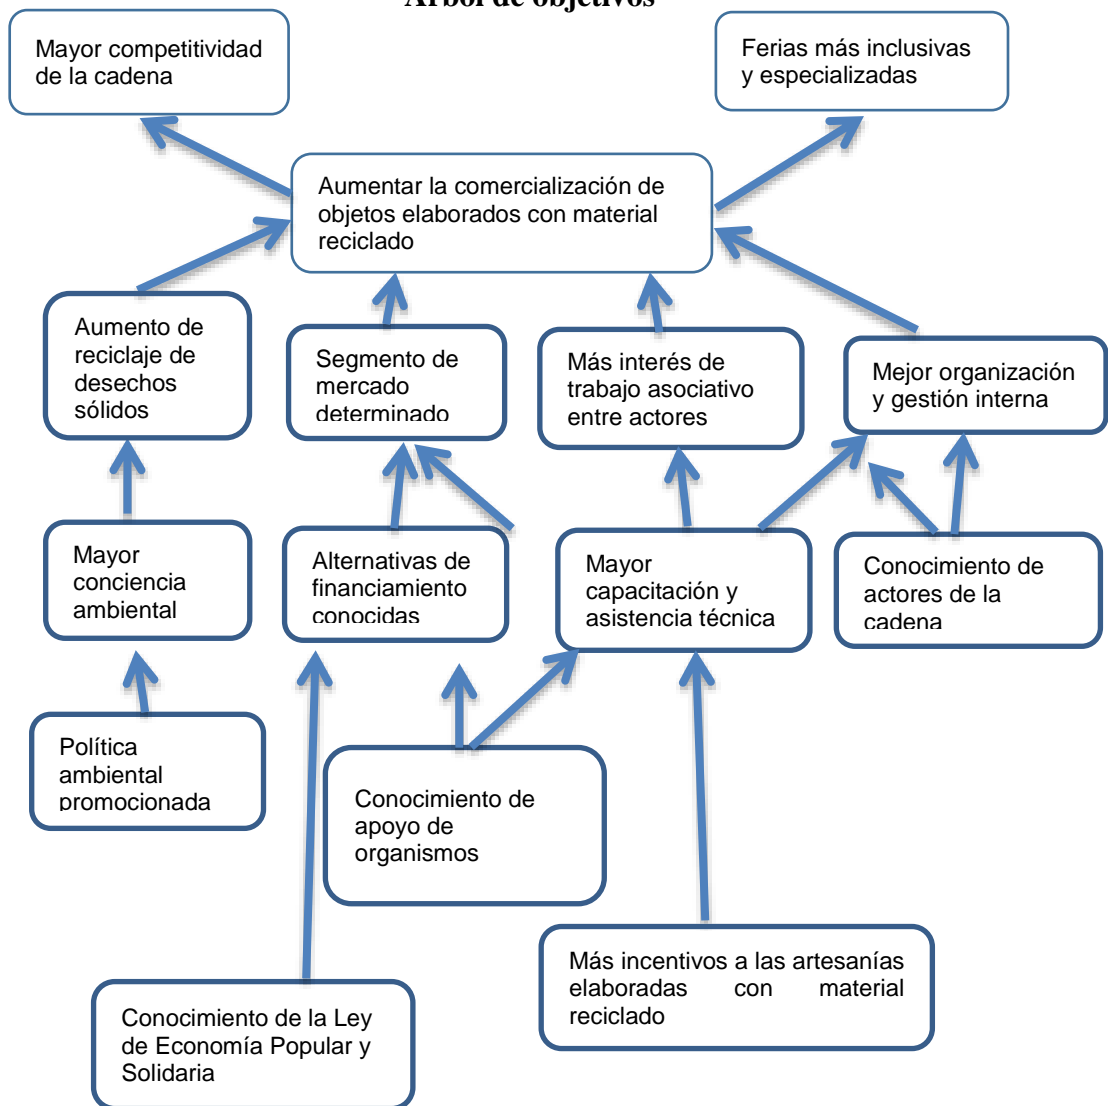 Árbol de objetivos
Mayor competitividad
de la cadena
Ferias más inclusivas
y especializadas
Aumentar la comercialización de
objetos elaborados con material
reciclado
Aumento de
reciclaje de
desechos
sólidos
Segmento de
mercado
determinado
Más interés de
trabajo asociativo
entre actores
Mejor organización
y gestión interna
Mayor
conciencia
ambiental
Alternativas de
financiamiento
conocidas
Mayor
capacitación y
asistencia técnica
Conocimiento de
actores de la
cadena
Política
ambiental
promocionada
Conocimiento de
apoyo de
organismos
Más incentivos a las artesanías
elaboradas con material
reciclado
Conocimiento de la Ley
de Economía Popular y
Solidaria